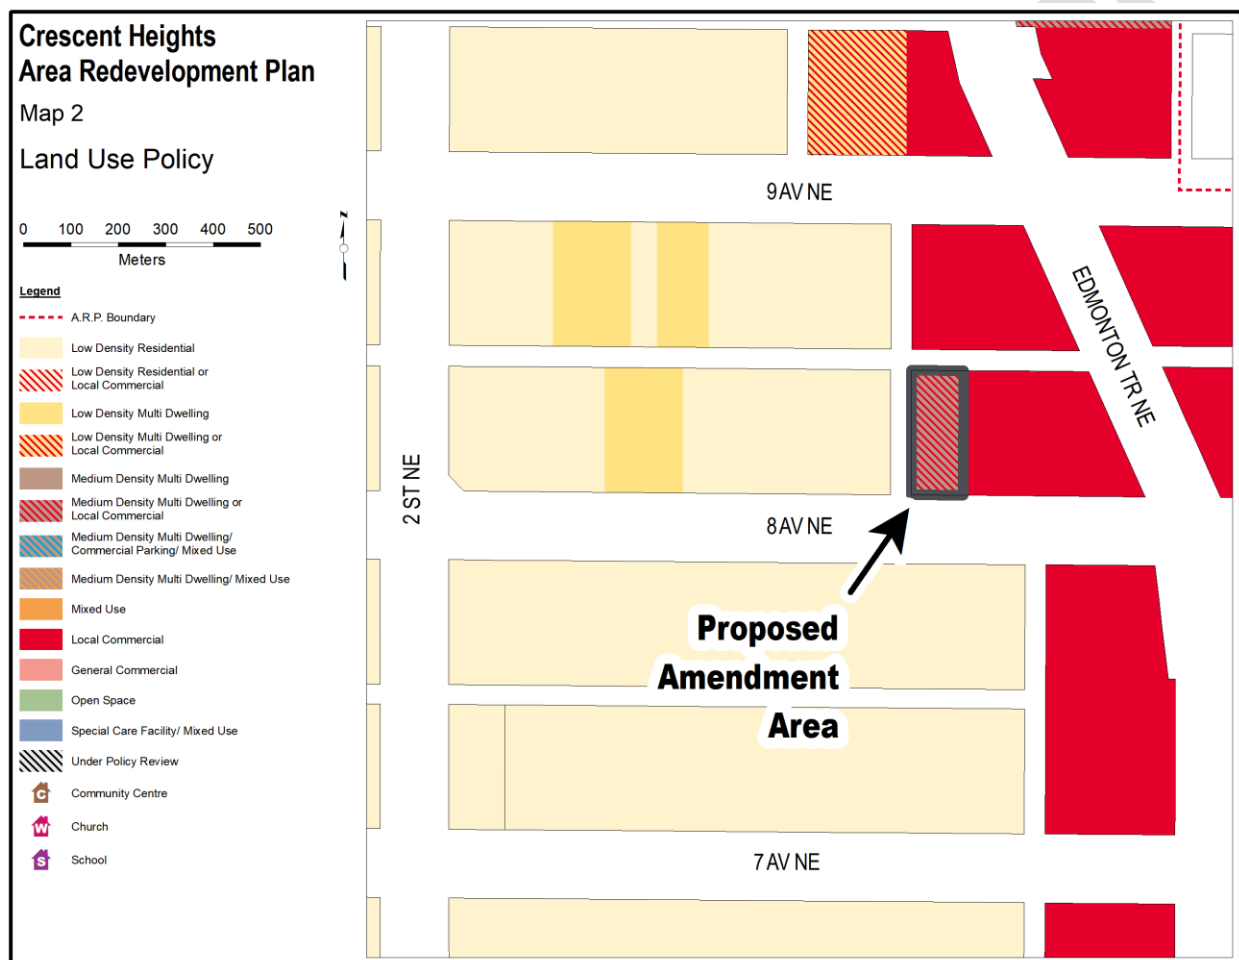 Crescent Heights
Area Redevelopment Plan
Map 2
Land Use Policy
0 100 200 300 400 500
Meters
z
Legend
A.R.P. Boundary
Low Density Residential
Low Density Residential or
Local Commercial
Low Density Multi Dwelling
Low Density Multi Dwelling or
Local Commercial
Medium Density Multi Dwelling
Medium Density Multi Dwelling or
Local Commercial
Medium Density Multi Dwelling/
Commercial Parking/ Mixed Use
Medium Density Multi Dwelling/ Mixed Use
Mixed Use
Local Commercial
General Commercial
Open Space
Special Care Facility/ Mixed Use
Under Policy Review
C Community Centre
W Church
S School
9 AV NE
EDMONTON TR NE
2 ST NE
8 AV NE
Proposed
Amendment
Area
7 AV NE